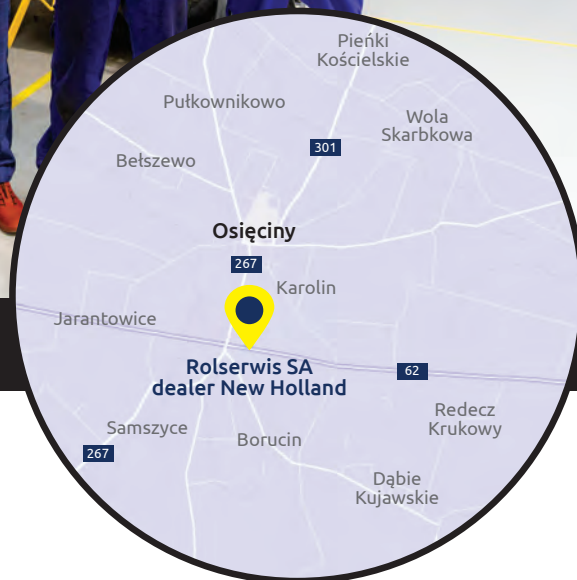 Pieńki
Kościelskie
Pułkownikowo
Wola
Skarbkowa
301
Bełszewo
Osięciny
267
Karolin
Jarantowice
Rolserwis SA
dealer New Holland
62
Redecz
Krukowy
Samszyce
Borucin
267
Dąbie
Kujawskie